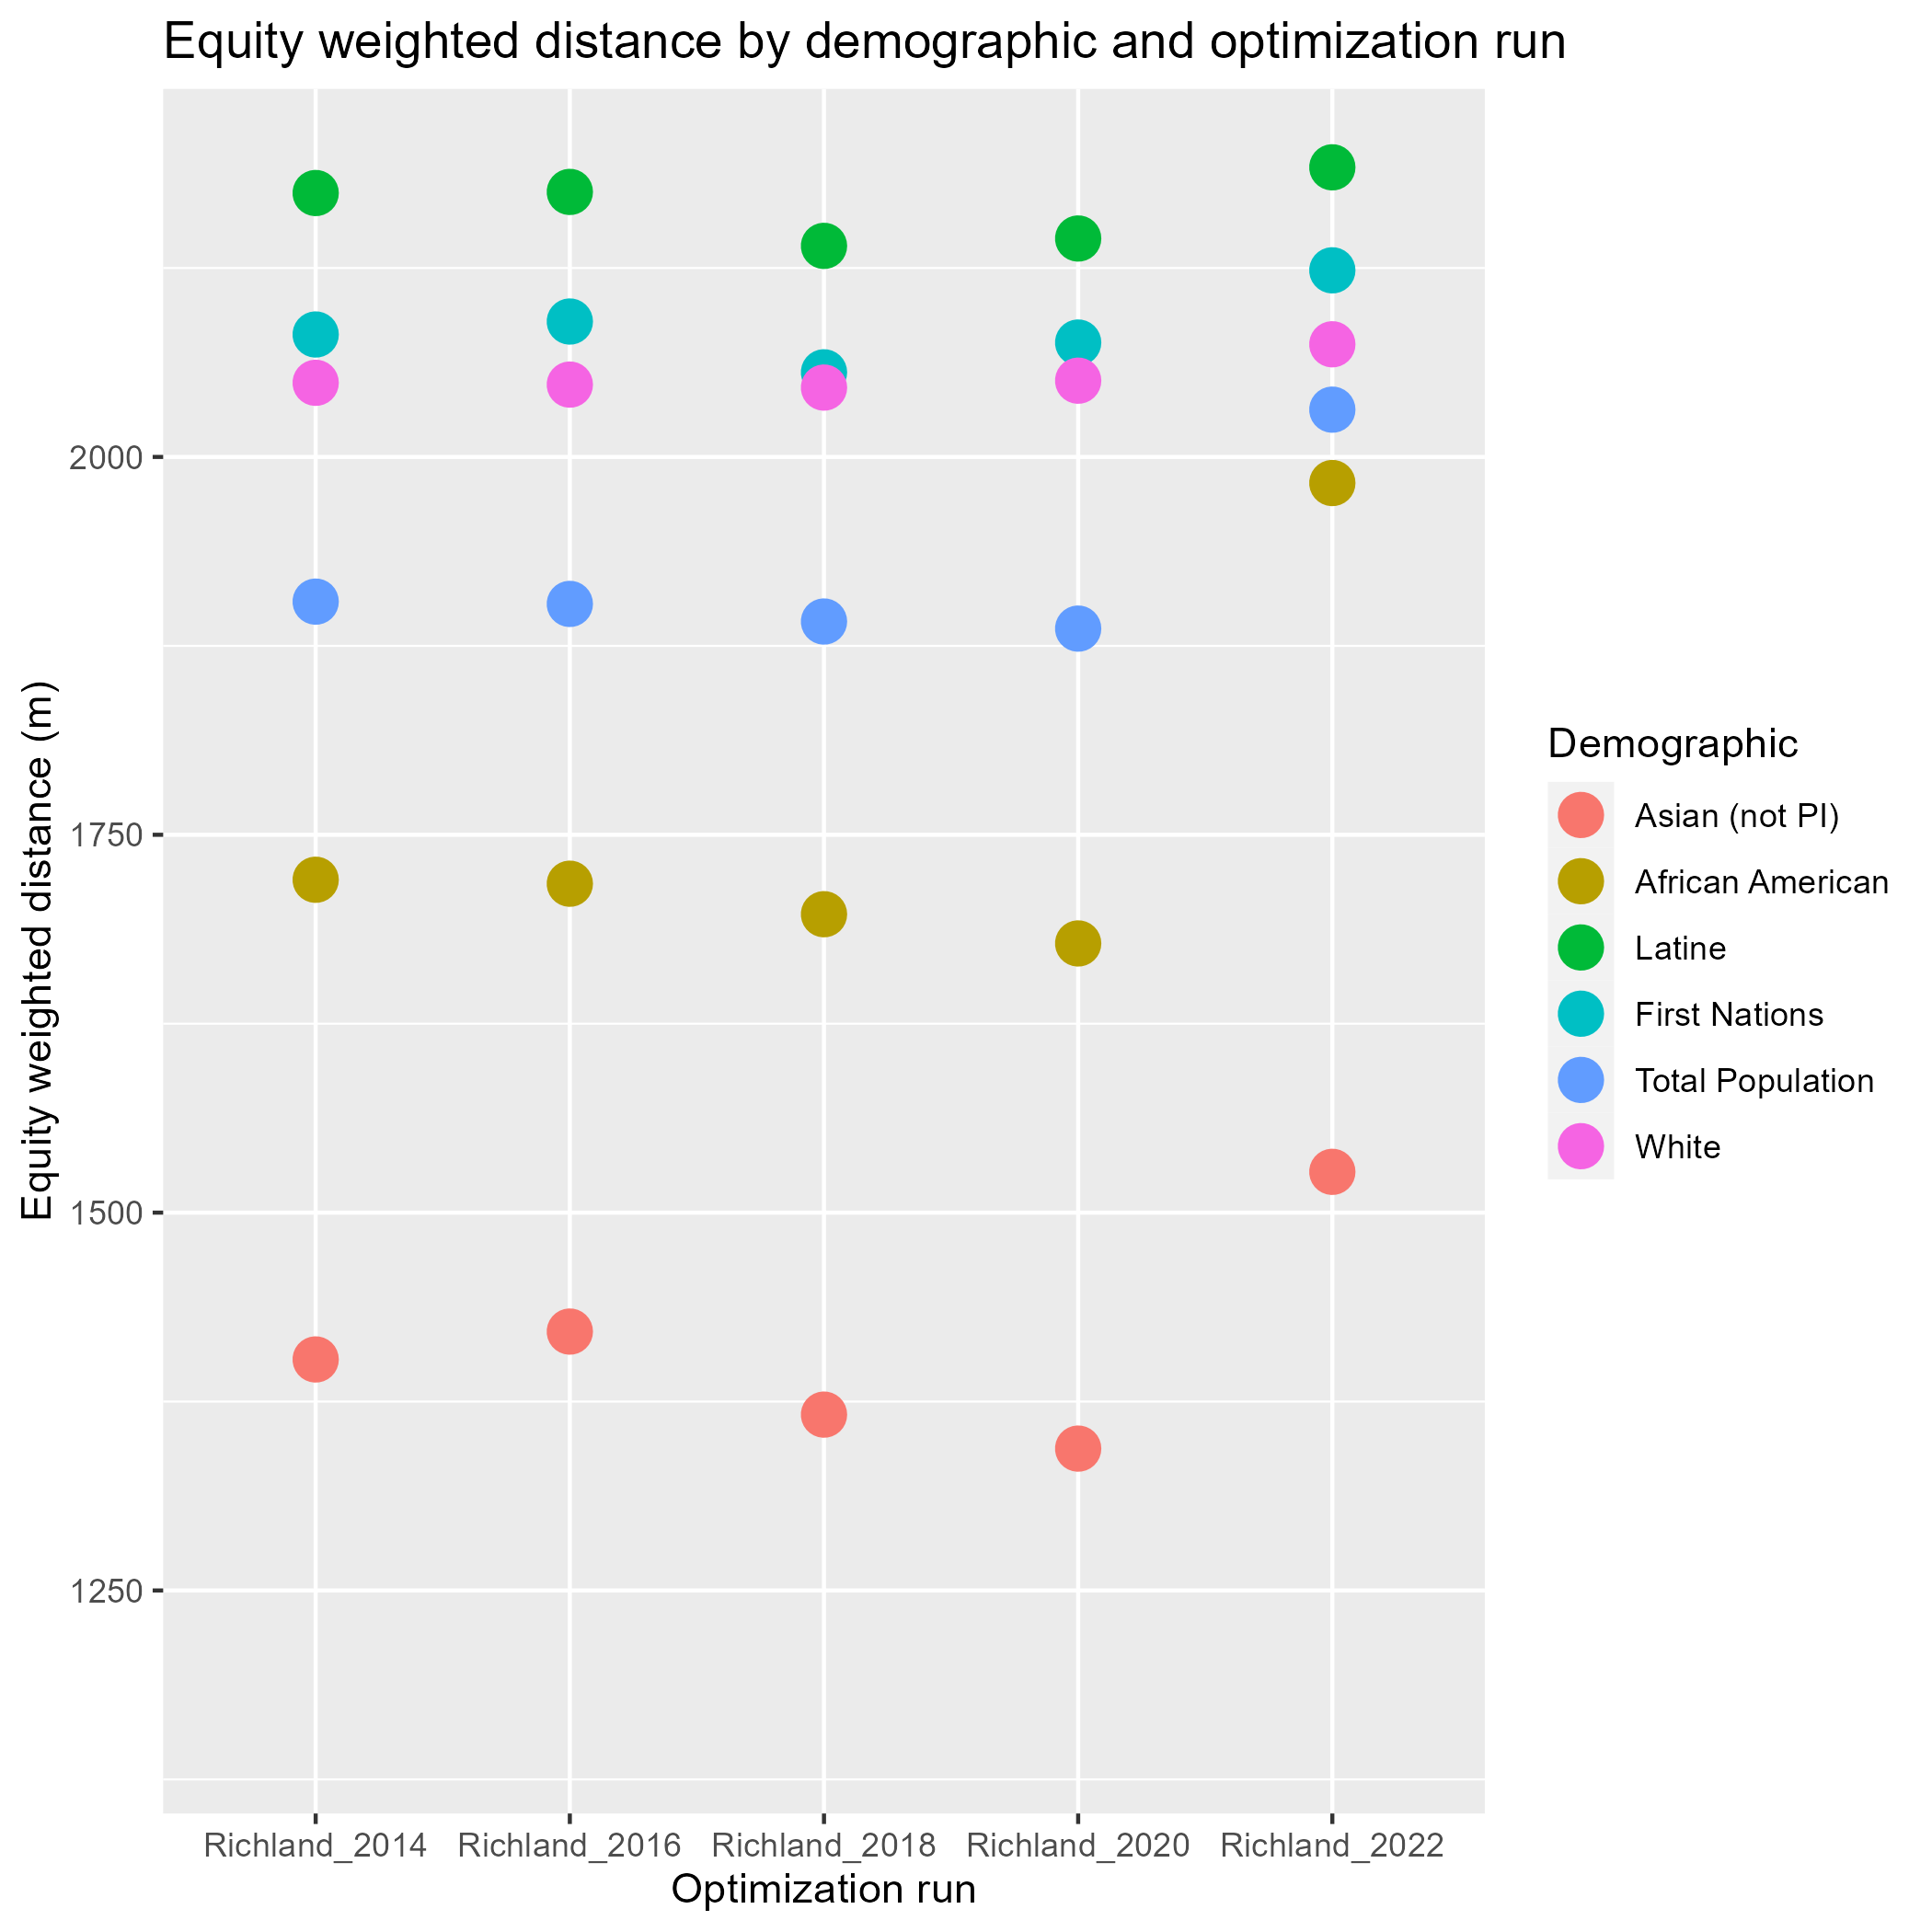 Equity weighted distance by demographic and optimization run
Equity weighted distance (m)
2000
1750
1500
1250
Richland_2014
Richland_2016
Richland_2018
Richland_2020
Richland_2022
Optimization run
Demographic
Asian (not PI)
African American
Latine
First Nations
Total Population
White